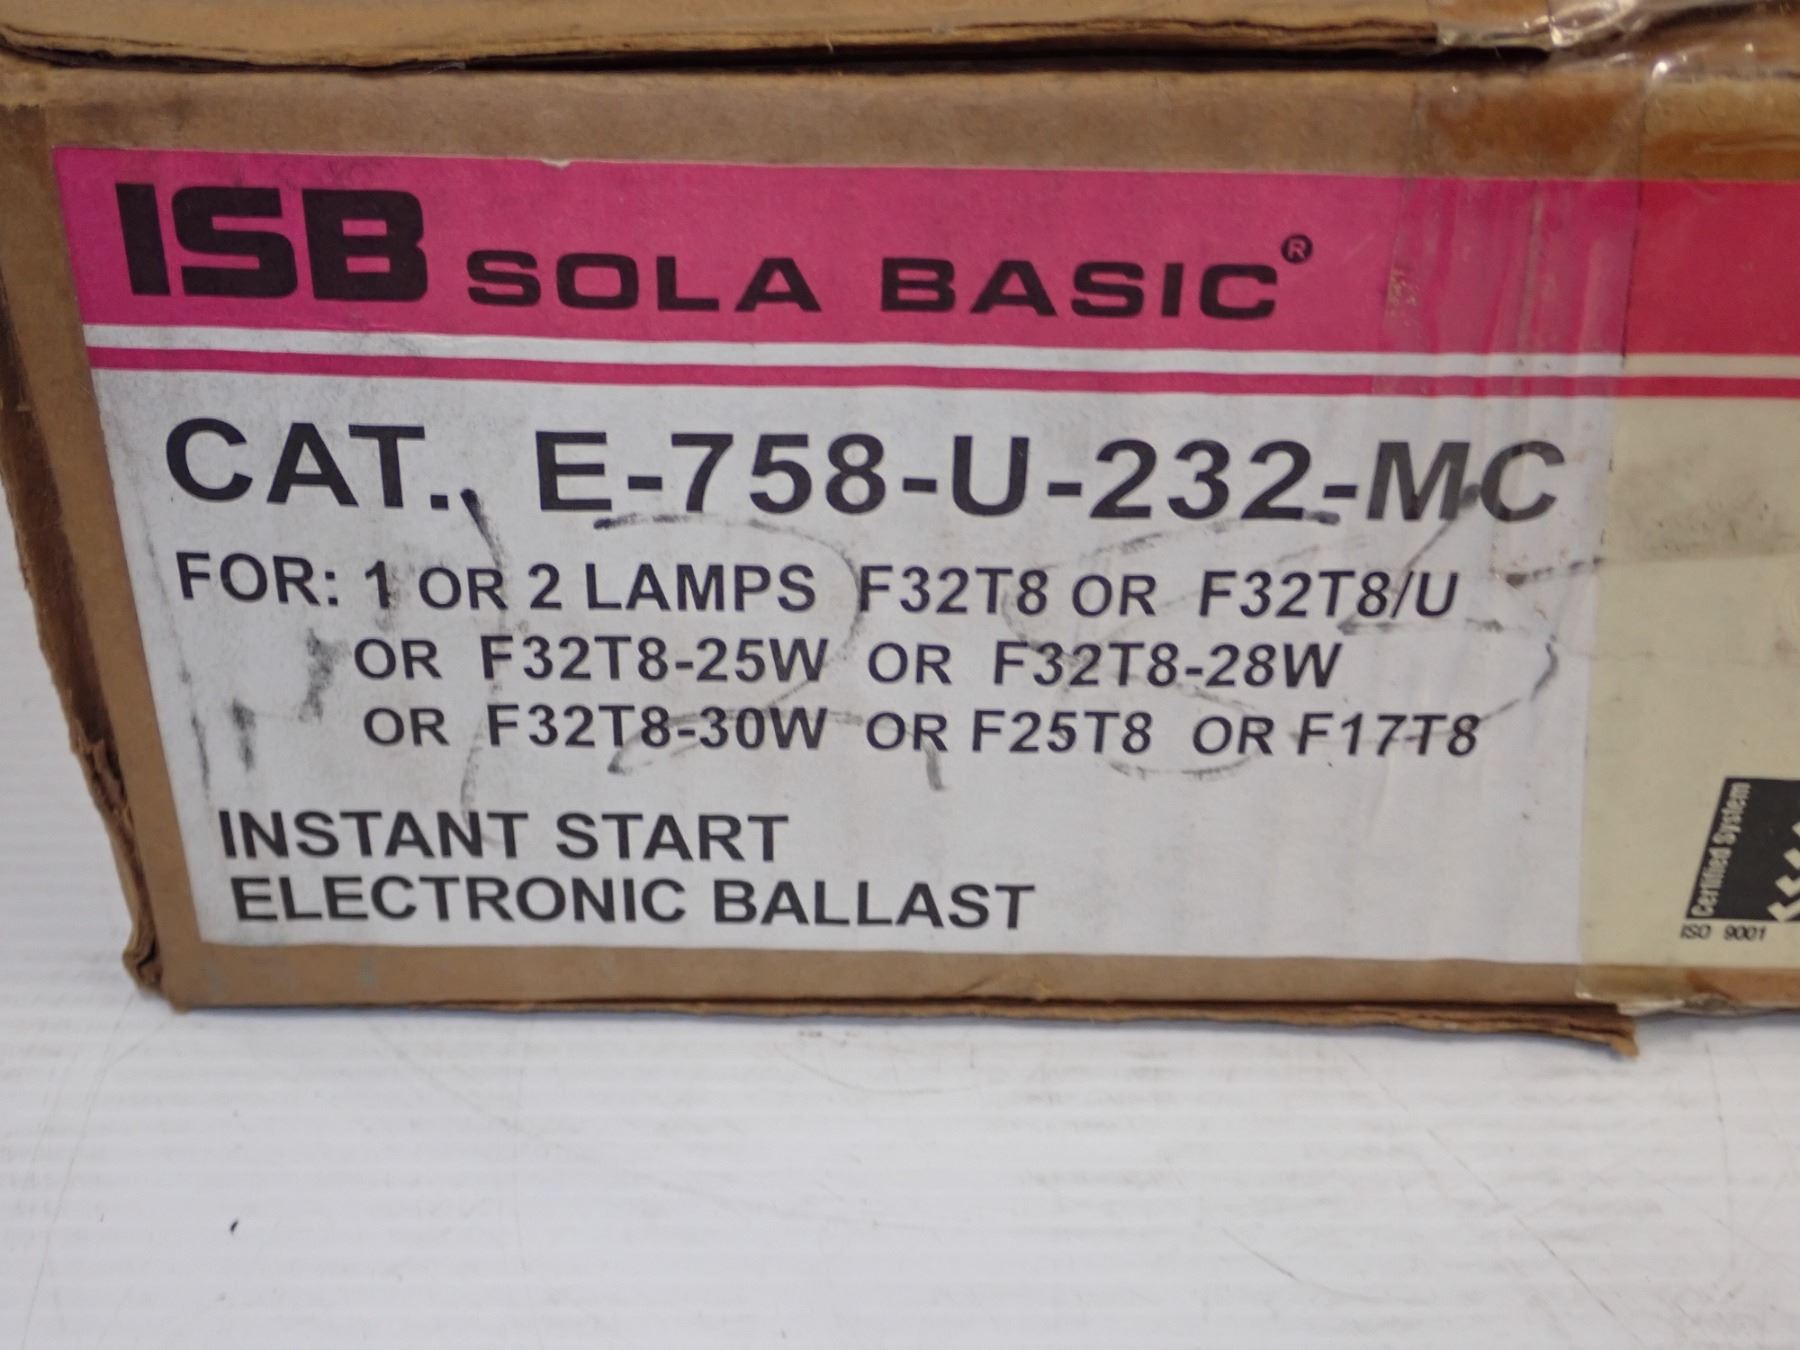 ISB SOLA BASIC®
CAT. E-758-U-232-MC
FOR: 1 OR 2 LAMPS F32T8 OR F32T8/U
OR F32T8-25W OR F32T8-28W
OR F32T8-30W OR F25T8 OR F17T8
INSTANT START
ELECTRONIC BALLAST
Certified System
ISO 9001